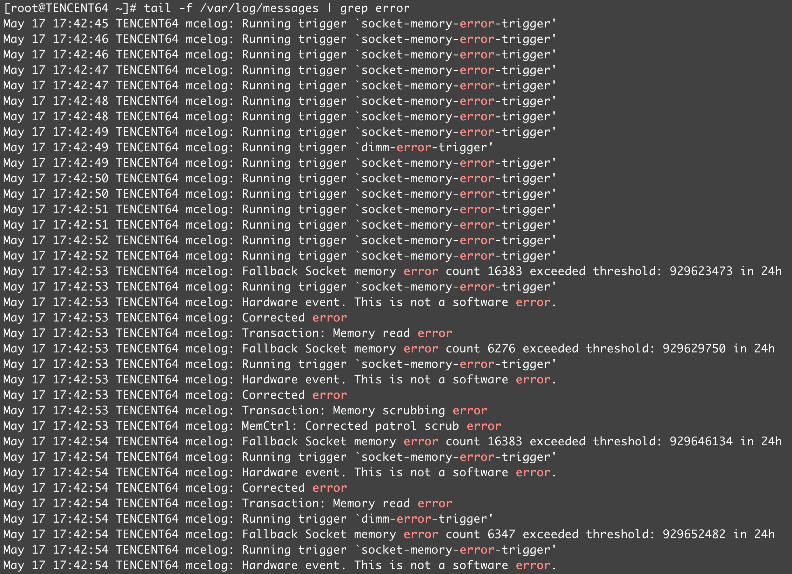 [root@TENCENT64 ~]# tail -f /var/log/messages | grep error
May 17 17:42:45 TENCENT64 mcelog: Running trigger `socket-memory-error-trigger'
May 17 17:42:46 TENCENT64 mcelog: Running trigger `socket-memory-error-trigger'
May 17 17:42:46 TENCENT64 mcelog: Running trigger `socket-memory-error-trigger'
May 17 17:42:47 TENCENT64 mcelog: Running trigger `socket-memory-error-trigger'
May 17 17:42:47 TENCENT64 mcelog: Running trigger `socket-memory-error-trigger'
May 17 17:42:48 TENCENT64 mcelog: Running trigger `socket-memory-error-trigger'
May 17 17:42:48 TENCENT64 mcelog: Running trigger `socket-memory-error-trigger'
May 17 17:42:49 TENCENT64 mcelog: Running trigger `socket-memory-error-trigger'
May 17 17:42:49 TENCENT64 mcelog: Running trigger `dimm-error-trigger'
May 17 17:42:49 TENCENT64 mcelog: Running trigger `socket-memory-error-trigger'
May 17 17:42:50 TENCENT64 mcelog: Running trigger `socket-memory-error-trigger'
May 17 17:42:50 TENCENT64 mcelog: Running trigger `socket-memory-error-trigger'
May 17 17:42:51 TENCENT64 mcelog: Running trigger `socket-memory-error-trigger'
May 17 17:42:51 TENCENT64 mcelog: Running trigger `socket-memory-error-trigger'
May 17 17:42:52 TENCENT64 mcelog: Running trigger `socket-memory-error-trigger'
May 17 17:42:52 TENCENT64 mcelog: Running trigger `socket-memory-error-trigger'
May 17 17:42:53 TENCENT64 mcelog: Fallback Socket memory error count 16383 exceeded threshold: 929623473 in 24h
May 17 17:42:53 TENCENT64 mcelog: Running trigger `socket-memory-error-trigger'
May 17 17:42:53 TENCENT64 mcelog: Hardware event. This is not a software error.
May 17 17:42:53 TENCENT64 mcelog: Corrected error
May 17 17:42:53 TENCENT64 mcelog: Transaction: Memory read error
May 17 17:42:53 TENCENT64 mcelog: Fallback Socket memory error count 6276 exceeded threshold: 929629750 in 24h
May 17 17:42:53 TENCENT64 mcelog: Running trigger `socket-memory-error-trigger'
May 17 17:42:53 TENCENT64 mcelog: Hardware event. This is not a software error.
May 17 17:42:53 TENCENT64 mcelog: Corrected error
May 17 17:42:53 TENCENT64 mcelog: Transaction: Memory scrubbing error
May 17 17:42:53 TENCENT64 mcelog: MemCtrl: Corrected patrol scrub error
May 17 17:42:54 TENCENT64 mcelog: Fallback Socket memory error count 16383 exceeded threshold: 929646134 in 24h
May 17 17:42:54 TENCENT64 mcelog: Running trigger `socket-memory-error-trigger'
May 17 17:42:54 TENCENT64 mcelog: Hardware event. This is not a software error.
May 17 17:42:54 TENCENT64 mcelog: Corrected error
May 17 17:42:54 TENCENT64 mcelog: Transaction: Memory read error
May 17 17:42:54 TENCENT64 mcelog: Running trigger `dimm-error-trigger'
May 17 17:42:54 TENCENT64 mcelog: Fallback Socket memory error count 6347 exceeded threshold: 929652482 in 24h
May 17 17:42:54 TENCENT64 mcelog: Running trigger `socket-memory-error-trigger'
May 17 17:42:54 TENCENT64 mcelog: Hardware event. This is not a software error.